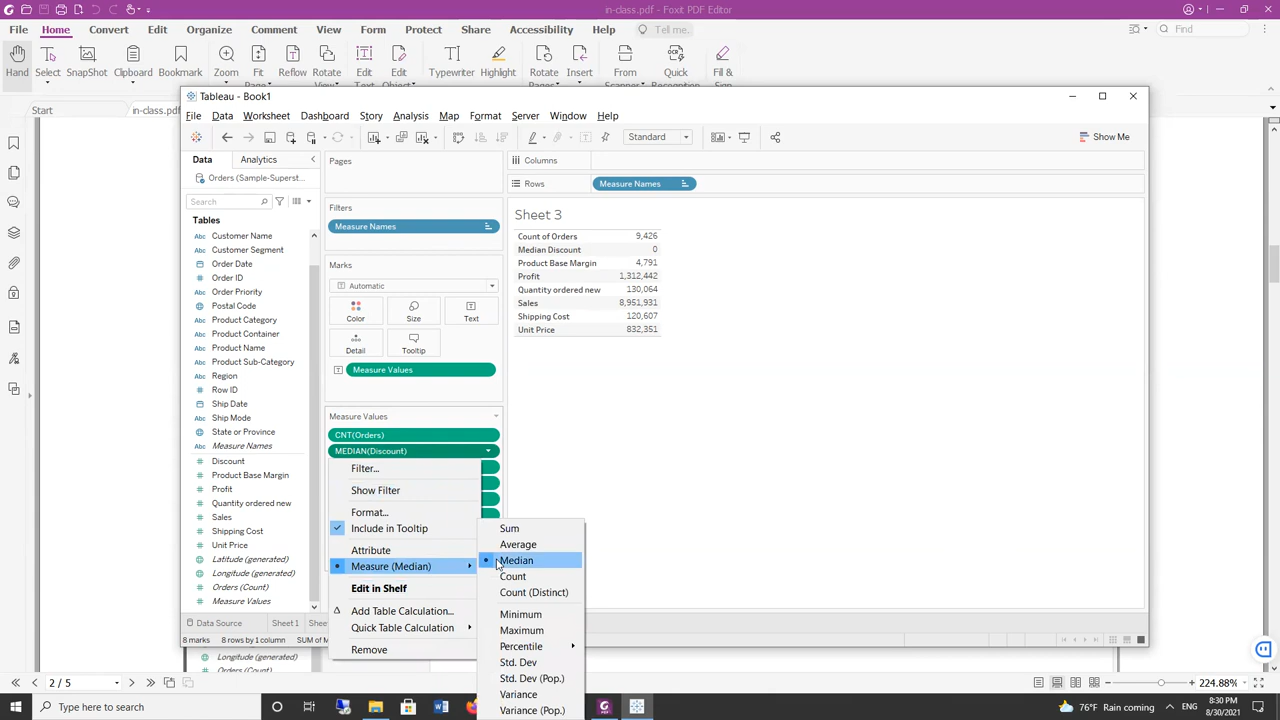 in-class.pdf - Foxit PDF Editor
File Home Convert Edit Organize Comment View Form Protect Share Accessibility Help Tell me... Find
Hand Select SnapShot Clipboard Bookmark Zoom Fit Page Reflow Rotate View Edit Text Edit Object Typewriter Highlight Rotate Pages Insert From Scanner Quick Recognition Fill & Sign
Start in-class.pdf
Tableau - Book1
File Data Worksheet Dashboard Story Analysis Map Format Server Window Help
Standard Show Me
Data Analytics
Orders (Sample-Superst...
Search
Tables
Customer Name
Customer Segment
Order Date
Order ID
Order Priority
Postal Code
Product Category
Product Container
Product Name
Product Sub-Category
Region
Row ID
Ship Date
Ship Mode
State or Province
Measure Names
Discount
Product Base Margin
Profit
Quantity ordered new
Sales
Shipping Cost
Unit Price
Latitude (generated)
Longitude (generated)
Orders (Count)
Measure Values
Pages
Filters
Measure Names
Marks
Automatic
Color Size Text
Detail Tooltip
Measure Values
Measure Values
CNT(Orders)
MEDIAN(Discount)
Filter...
Show Filter
Format...
Include in Tooltip
Attribute
Measure (Median)
Edit in Shelf
Add Table Calculation...
Quick Table Calculation
Remove
Sum
Average
Median
Count
Count (Distinct)
Minimum
Maximum
Percentile
Std. Dev
Std. Dev (Pop.)
Variance
Variance (Pop.)
Columns
Rows Measure Names
Sheet 3
Count of Orders 9,426
Median Discount 0
Product Base Margin 4,791
Profit 1,312,442
Quantity ordered new 130,064
Sales 8,951,931
Shipping Cost 120,607
Unit Price 832,351
Data Source Sheet 1 Shee
8 marks 8 rows by 1 column SUM of M
Longitude (generated)
Orders (Count)
2 / 5 224.88%
Type here to search
76°F Rain coming ENG 8:30 PM
8/30/2021